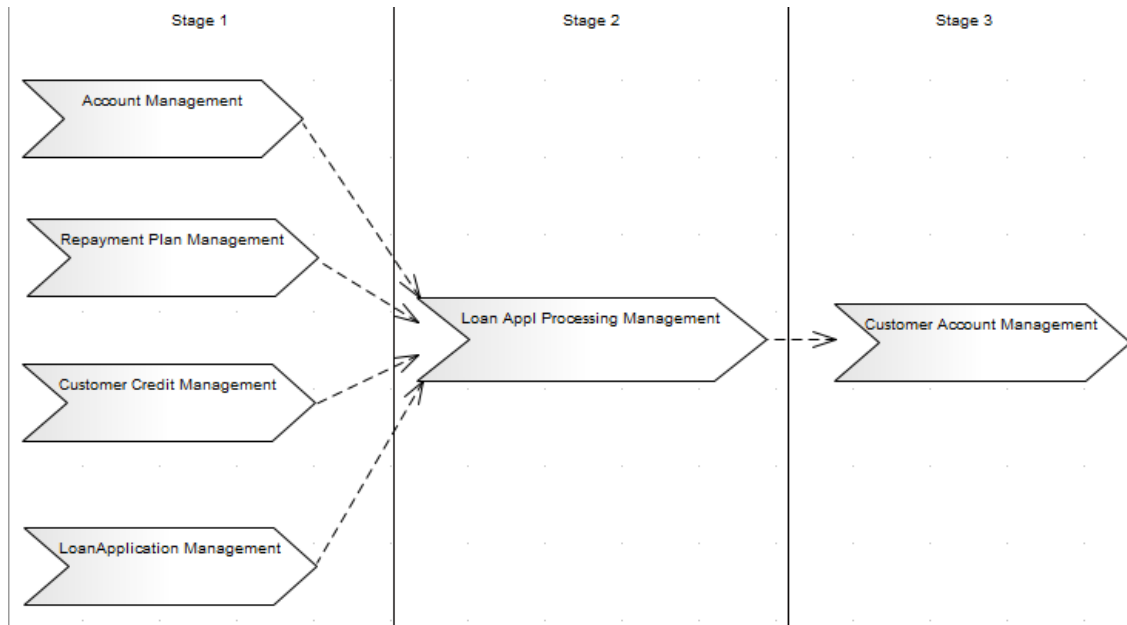 Stage 1
Stage 2
Stage 3
Account Management
Repayment Plan Management
Customer Credit Management
LoanApplication Management
Loan Appl Processing Management
Customer Account Management